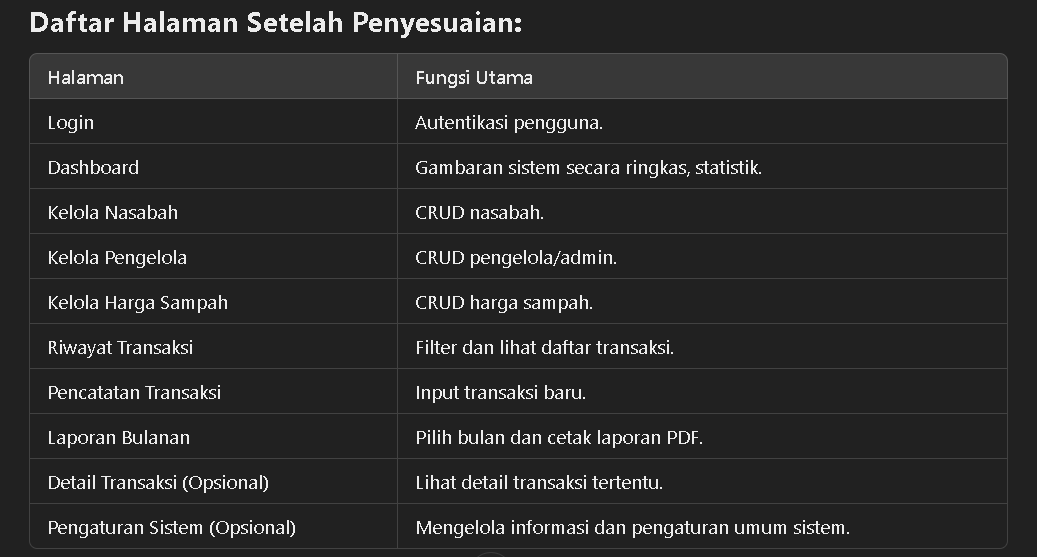 Daftar Halaman Setelah Penyesuaian:
Halaman Fungsi Utama
Login Autentikasi pengguna.
Dashboard Gambaran sistem secara ringkas, statistik.
Kelola Nasabah CRUD nasabah.
Kelola Pengelola CRUD pengelola/admin.
Kelola Harga Sampah CRUD harga sampah.
Riwayat Transaksi Filter dan lihat daftar transaksi.
Pencatatan Transaksi Input transaksi baru.
Laporan Bulanan Pilih bulan dan cetak laporan PDF.
Detail Transaksi (Opsional) Lihat detail transaksi tertentu.
Pengaturan Sistem (Opsional) Mengelola informasi dan pengaturan umum sistem.